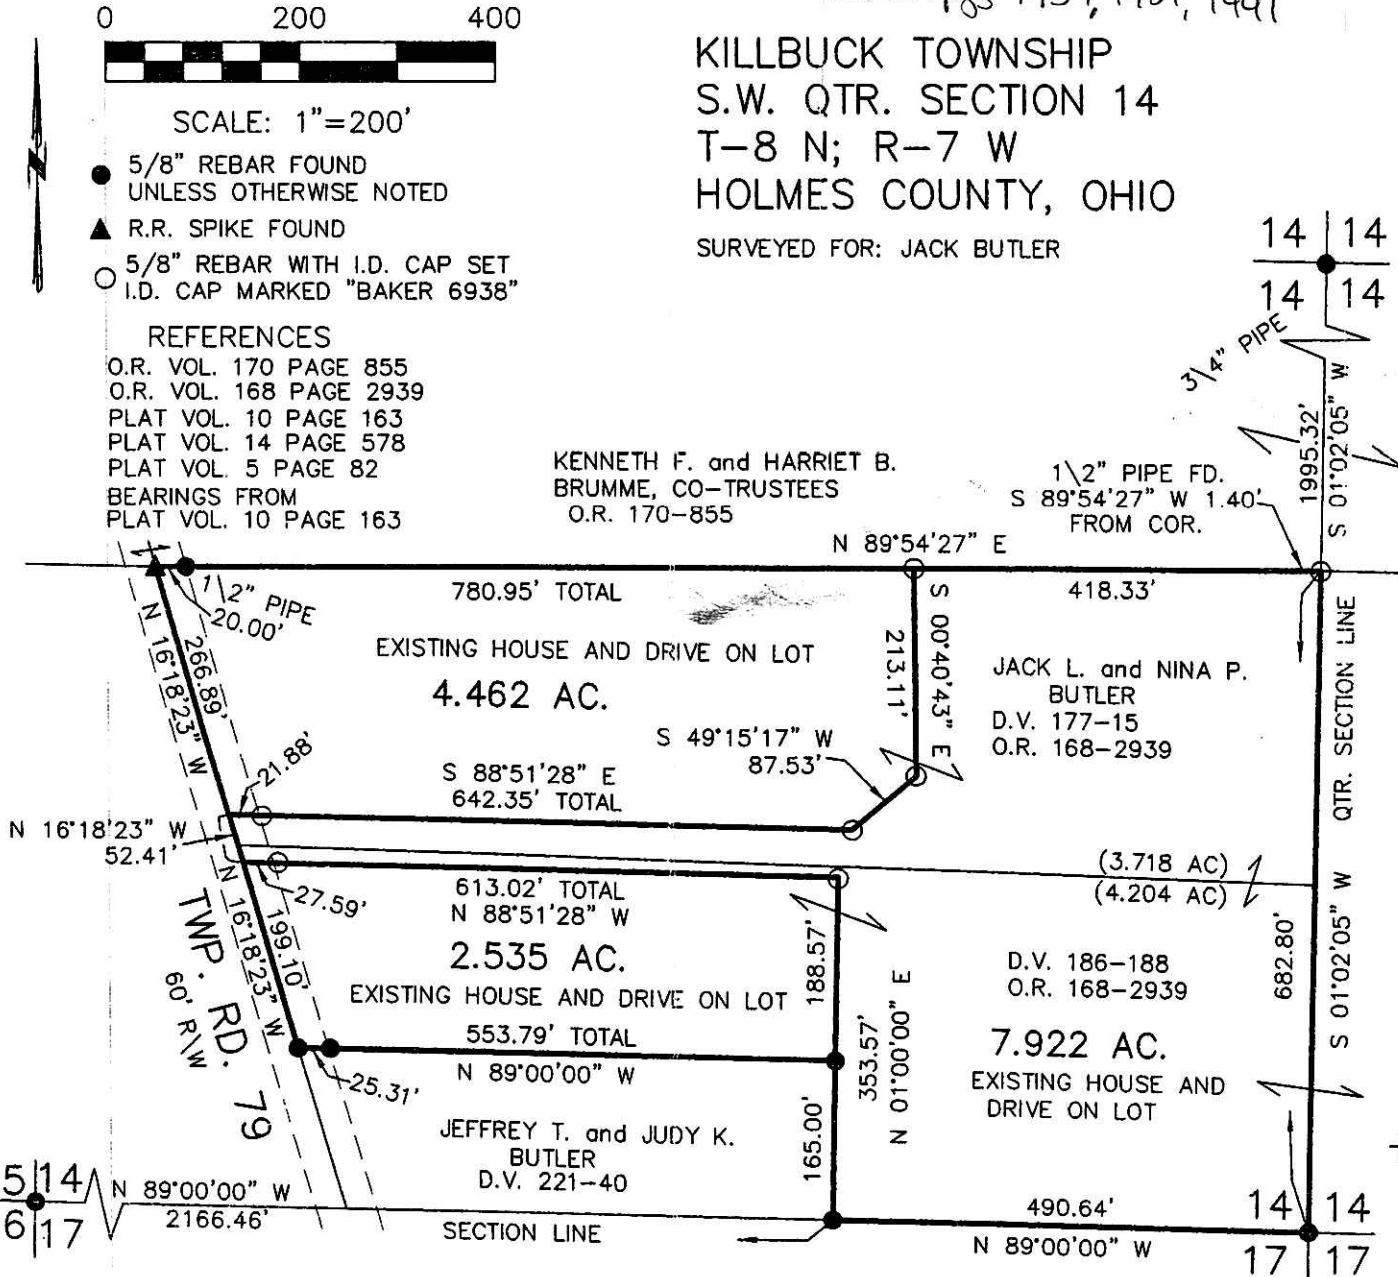 0 200 400
SCALE: 1"=200'
5/8" REBAR FOUND
UNLESS OTHERWISE NOTED
R.R. SPIKE FOUND
5/8" REBAR WITH I.D. CAP SET
I.D. CAP MARKED "BAKER 6938"
REFERENCES
O.R. VOL. 170 PAGE 855
O.R. VOL. 168 PAGE 2939
PLAT VOL. 10 PAGE 163
PLAT VOL. 14 PAGE 578
PLAT VOL. 5 PAGE 82
BEARINGS FROM
PLAT VOL. 10 PAGE 163
KILLBUCK TOWNSHIP
S.W. QTR. SECTION 14
T-8 N; R-7 W
HOLMES COUNTY, OHIO
SURVEYED FOR: JACK BUTLER
14 14
14 14
3\4" PIPE
1995.32'
S 01°02'05" W
KENNETH F. and HARRIET B.
BRUMME, CO-TRUSTEES
O.R. 170-855
1\2" PIPE FD.
S 89°54'27" W 1.40'
FROM COR.
N 89°54'27" E
780.95' TOTAL
418.33'
1\2" PIPE
20.00'
N 16°18'23" W
266.89'
EXISTING HOUSE AND DRIVE ON LOT
4.462 AC.
213.11'
S 00°40'43" E
JACK L. and NINA P.
BUTLER
D.V. 177-15
O.R. 168-2939
QTR. SECTION LINE
S 49°15'17" W
87.53'
21.88'
S 88°51'28" E
642.35' TOTAL
N 16°18'23" W
52.41'
(3.718 AC)
(4.204 AC)
27.59'
613.02' TOTAL
N 88°51'28" W
N 16°18'23" W
199.10'
2.535 AC.
EXISTING HOUSE AND DRIVE ON LOT
188.57'
TWP. RD. 79
60' R\W
553.79' TOTAL
N 89°00'00" W
25.31'
353.57'
N 01°00'00" E
D.V. 186-188
O.R. 168-2939
682.80'
S 01°02'05" W
7.922 AC.
EXISTING HOUSE AND
DRIVE ON LOT
JEFFREY T. and JUDY K.
BUTLER
D.V. 221-40
165.00'
5 14
6 17
N 89°00'00" W
2166.46'
SECTION LINE
490.64'
N 89°00'00" W
14 14
17 17